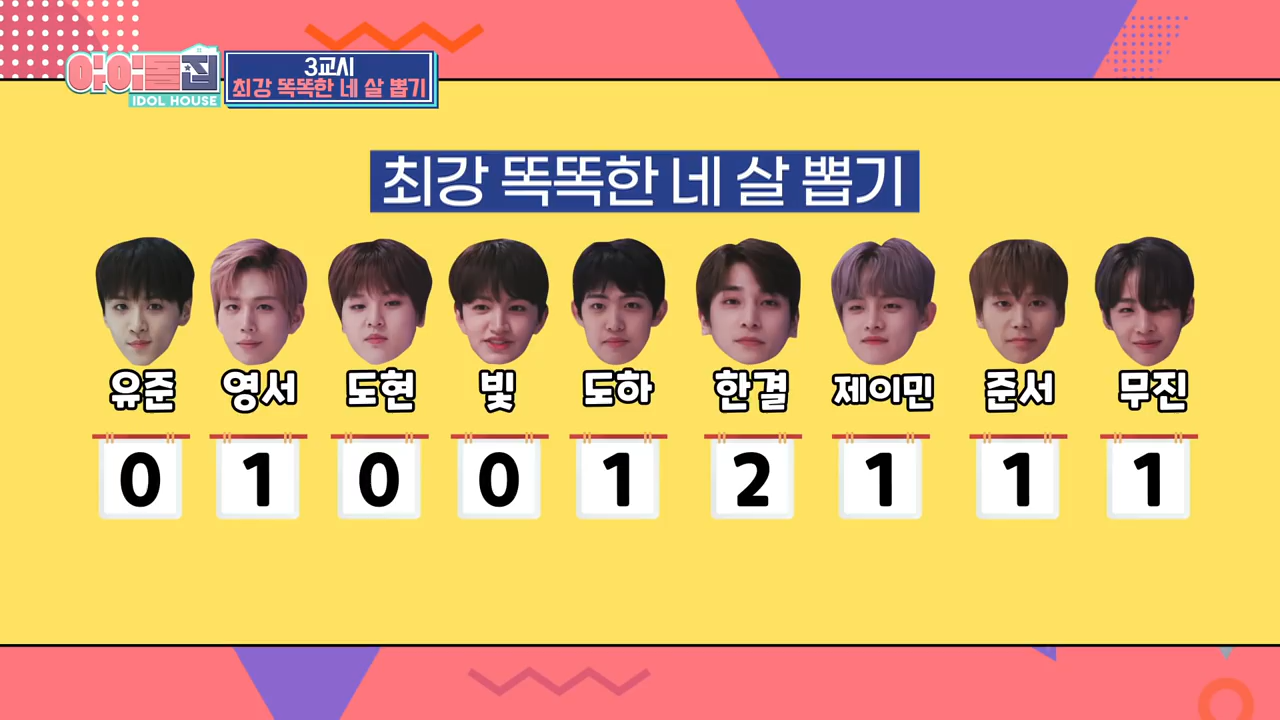 아이돌집
IDOL HOUSE
3교시
최강 똑똑한 네 살 뽑기
최강 똑똑한 네 살 뽑기
유준 영서 도현 빛 도하 한결 제이민 준서 무진
0 1 0 0 1 2 1 1 1